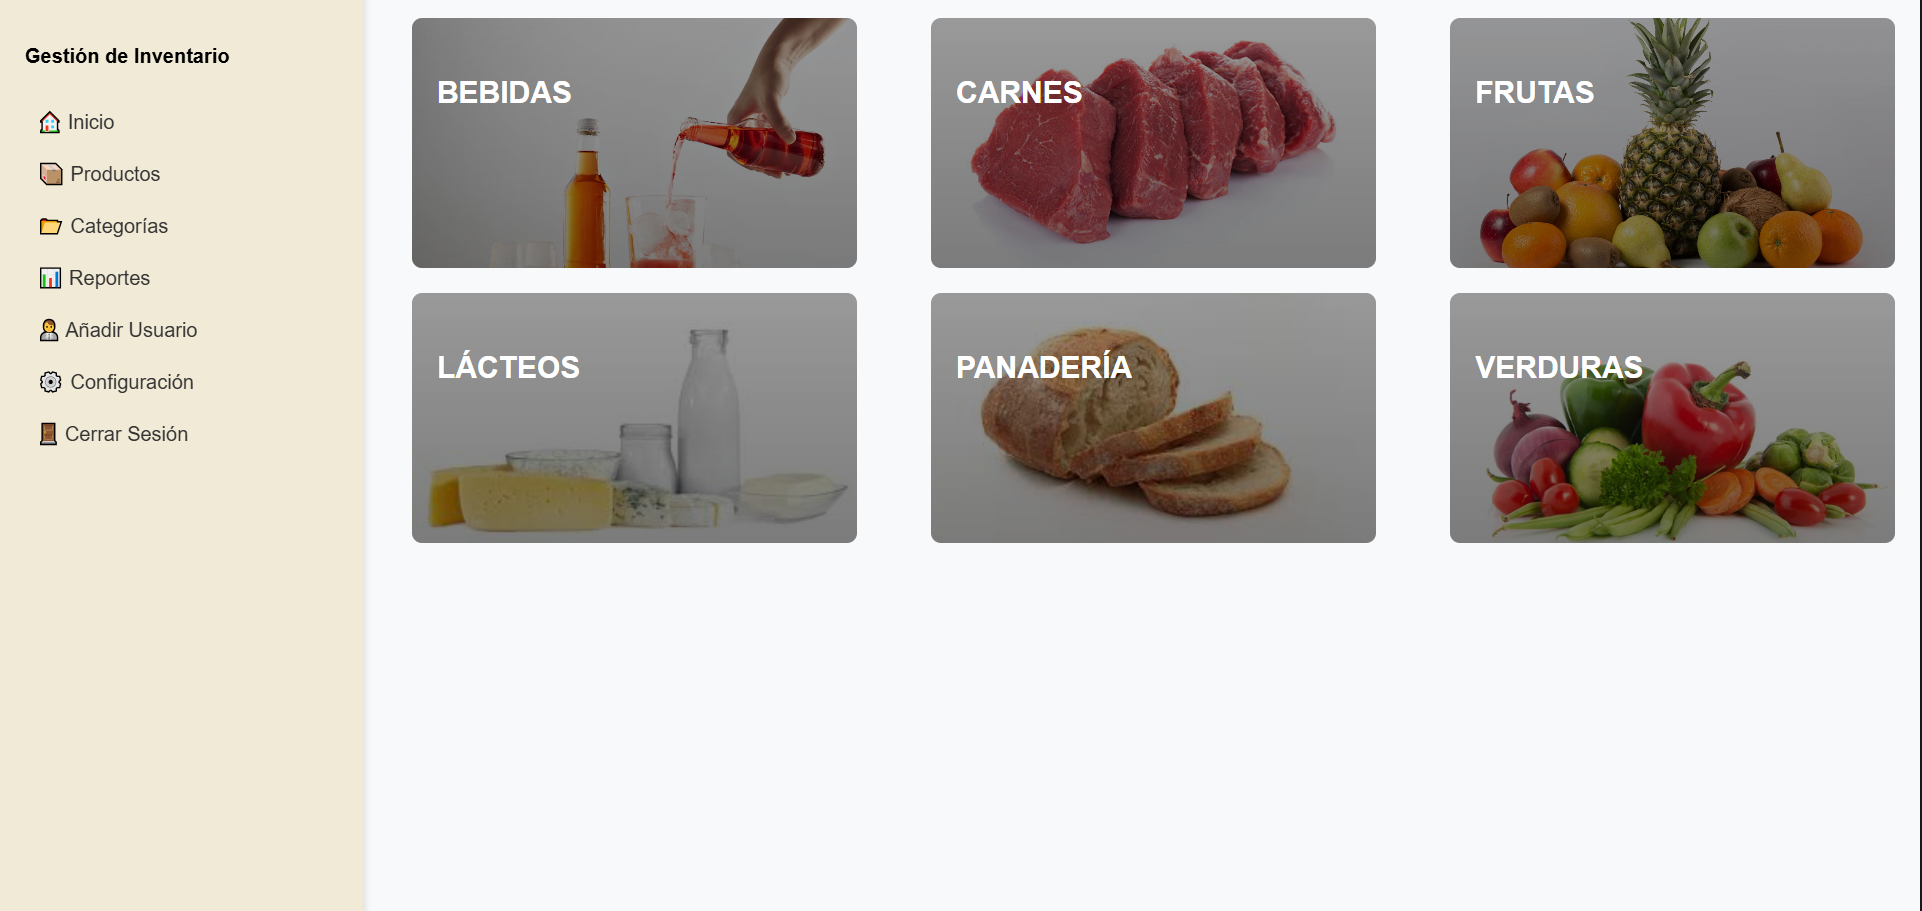 Gestión de Inventario
Inicio
Productos
Categorías
Reportes
Añadir Usuario
Configuración
Cerrar Sesión
BEBIDAS
CARNES
FRUTAS
LÁCTEOS
PANADERÍA
VERDURAS